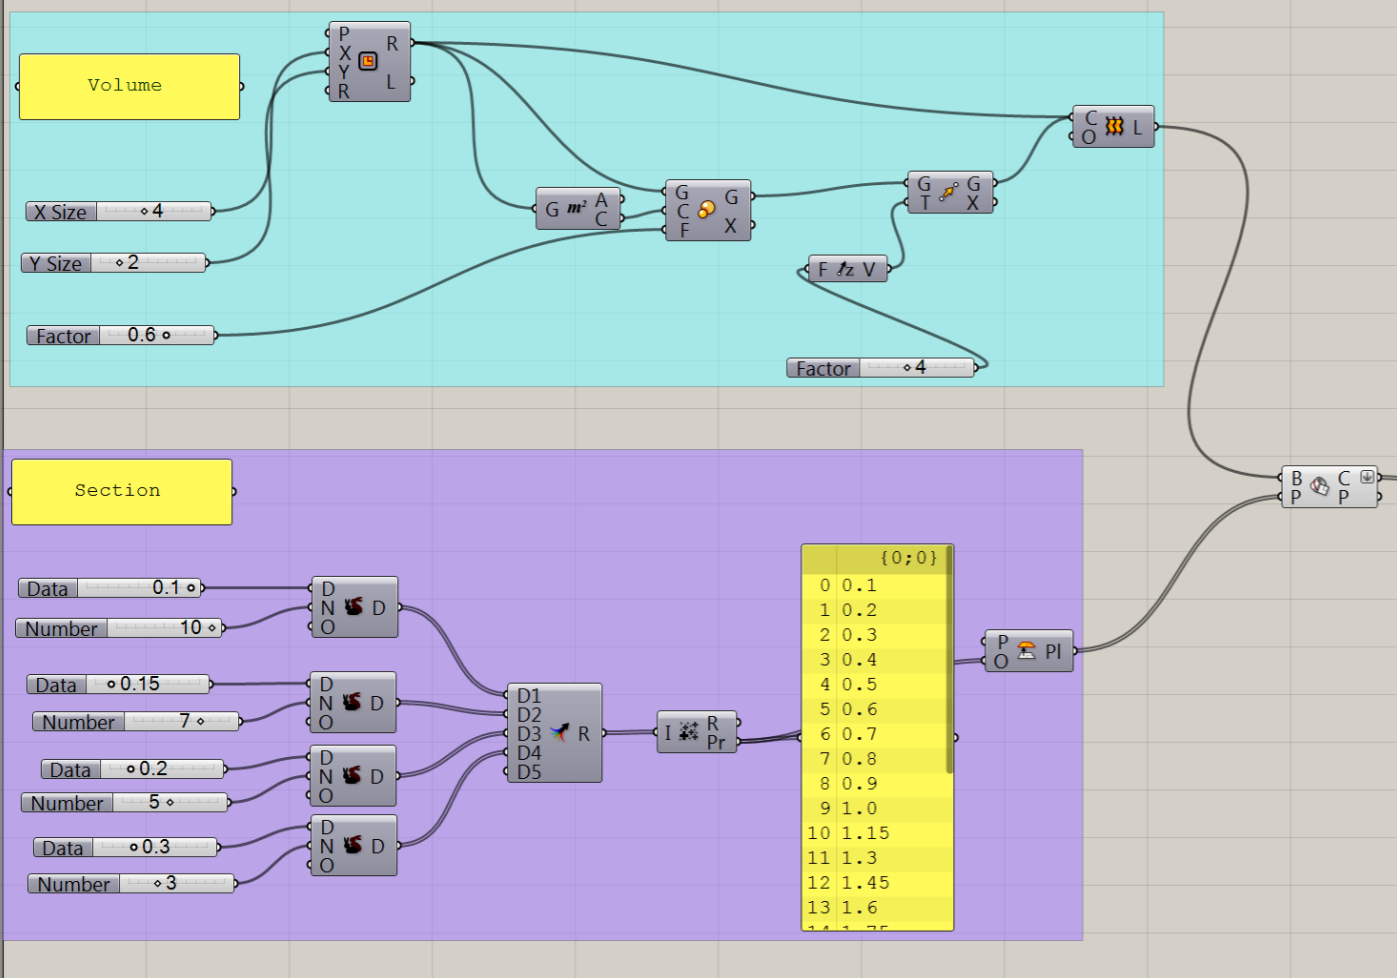 Volume
P
X
Y
R
R
L
X Size 4
Y Size 2
Factor 0.6
G m² A
C
G
C
F
G
X
G
T
G
X
F z V
Factor 4
C
O
L
B
P
C
P
Section
Data 0.1
Number 10
D
N
O
D
Data 0.15
Number 7
D
N
O
D
Data 0.2
Number 5
D
N
O
D
Data 0.3
Number 3
D
N
O
D
D1
D2
D3
D4
D5
R
I
R
Pr
{0;0}
0 0.1
1 0.2
2 0.3
3 0.4
4 0.5
5 0.6
6 0.7
7 0.8
8 0.9
9 1.0
10 1.15
11 1.3
12 1.45
13 1.6
14 1.75
P
O
Pl